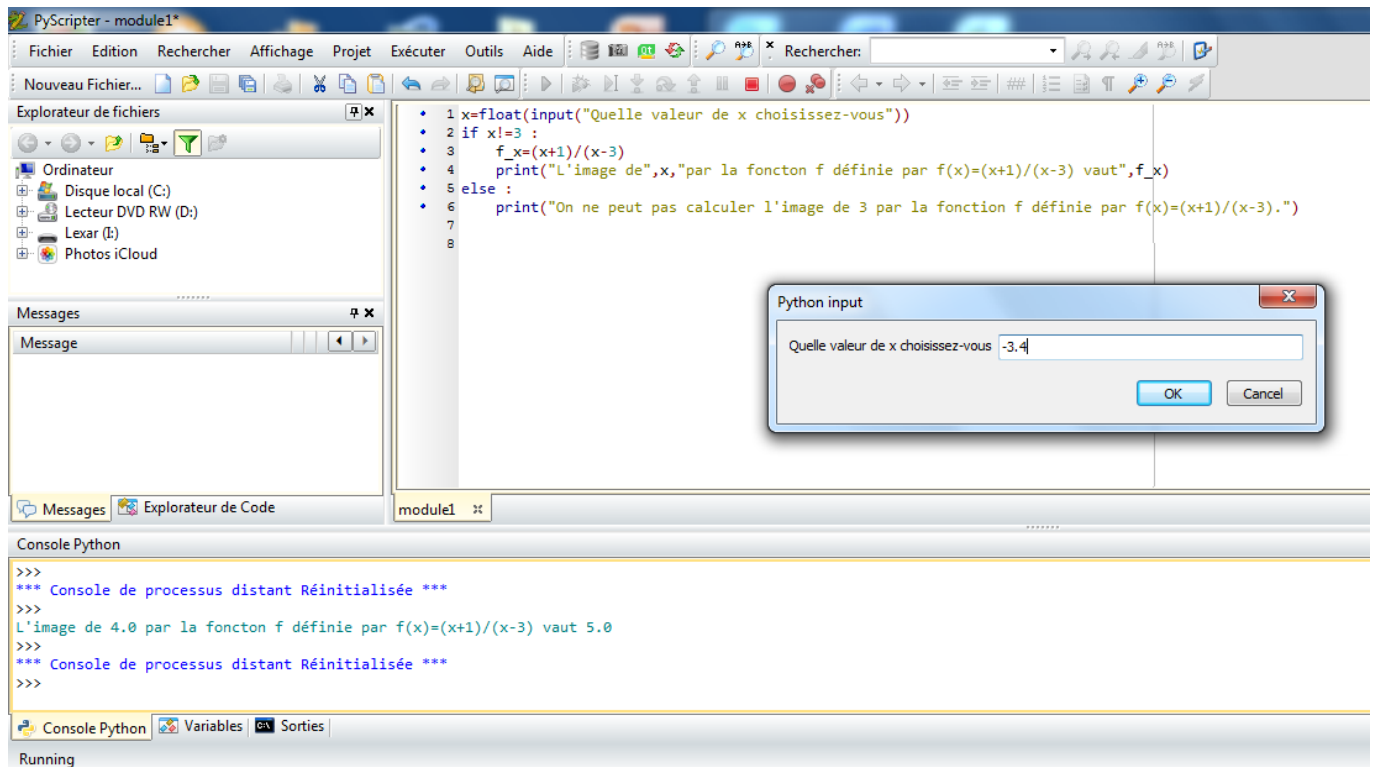 PyScripter - module1*
Fichier Edition Rechercher Affichage Projet Exécuter Outils Aide Rechercher:
Nouveau Fichier...
Explorateur de fichiers
Ordinateur
Disque local (C:)
Lecteur DVD RW (D:)
Lexar (I:)
Photos iCloud
Messages
Message
Messages Explorateur de Code
1 x=float(input("Quelle valeur de x choisissez-vous"))
2 if x!=3 :
3 f_x=(x+1)/(x-3)
4 print("L'image de",x,"par la foncton f définie par f(x)=(x+1)/(x-3) vaut",f_x)
5 else :
6 print("On ne peut pas calculer l'image de 3 par la fonction f définie par f(x)=(x+1)/(x-3).")
7
8
Python input
Quelle valeur de x choisissez-vous -3.4
OK Cancel
module1
Console Python
>>>
*** Console de processus distant Réinitialisée ***
>>>
L'image de 4.0 par la foncton f définie par f(x)=(x+1)/(x-3) vaut 5.0
>>>
*** Console de processus distant Réinitialisée ***
>>>
Console Python Variables Sorties
Running